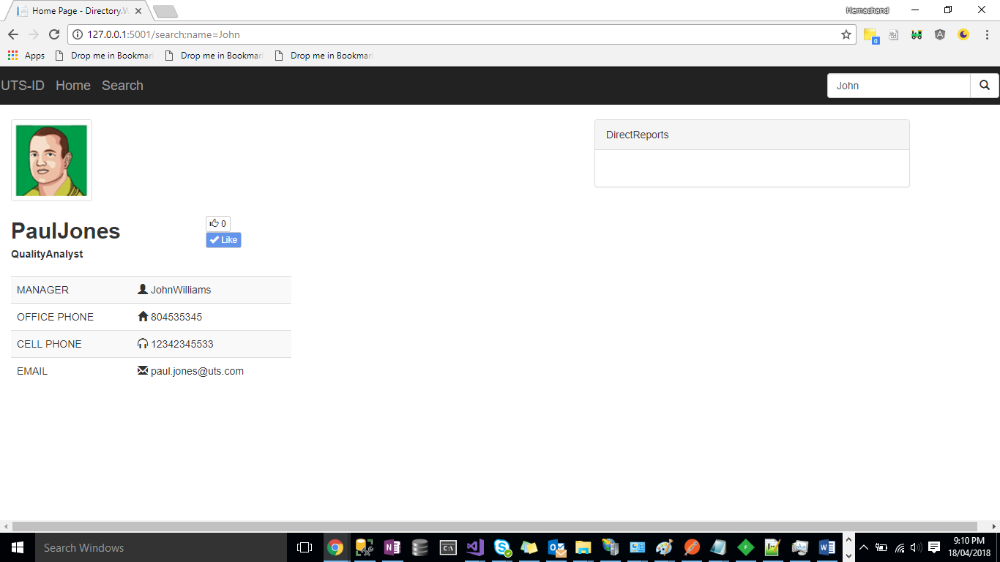 Home Page - Directory.W
Hemachand
127.0.0.1:5001/search;name=John
0
Apps
Drop me in Bookmar
Drop me in Bookmar
Drop me in Bookmar
UTS-ID Home Search
John
DirectReports
PaulJones
0
Like
QualityAnalyst
MANAGER JohnWilliams
OFFICE PHONE 804535345
CELL PHONE 12342345533
EMAIL paul.jones@uts.com
Search Windows
9:10 PM
18/04/2018